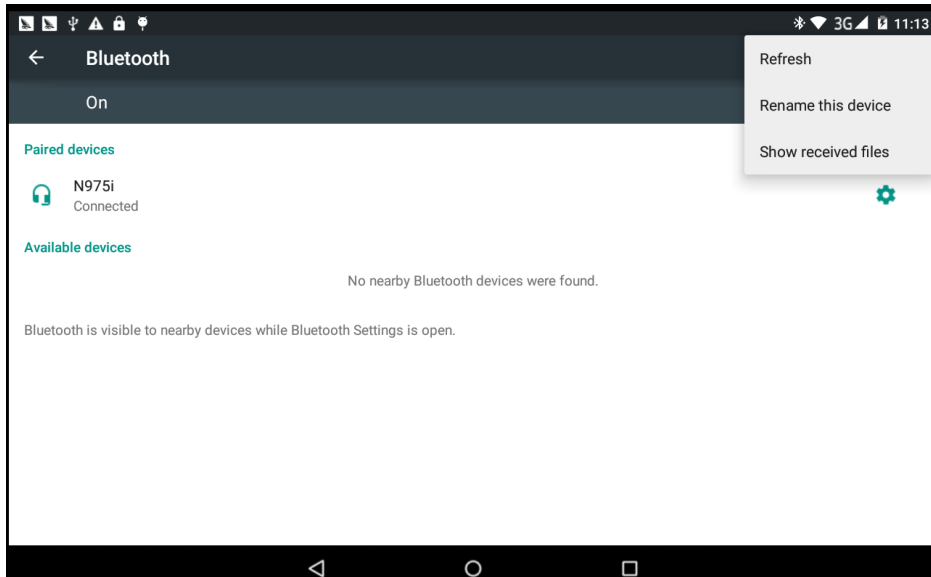 3G 11:13
Bluetooth
Refresh
On
Rename this device
Paired devices
Show received files
N975i
Connected
Available devices
No nearby Bluetooth devices were found.
Bluetooth is visible to nearby devices while Bluetooth Settings is open.